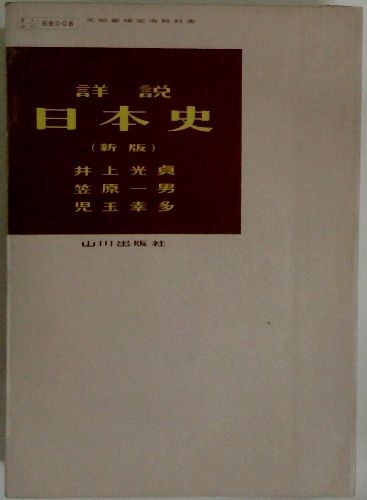 文部省検定済教科書
詳説
日本史
(新版)
井上光貞
笠原一男
児玉幸多
山川出版社